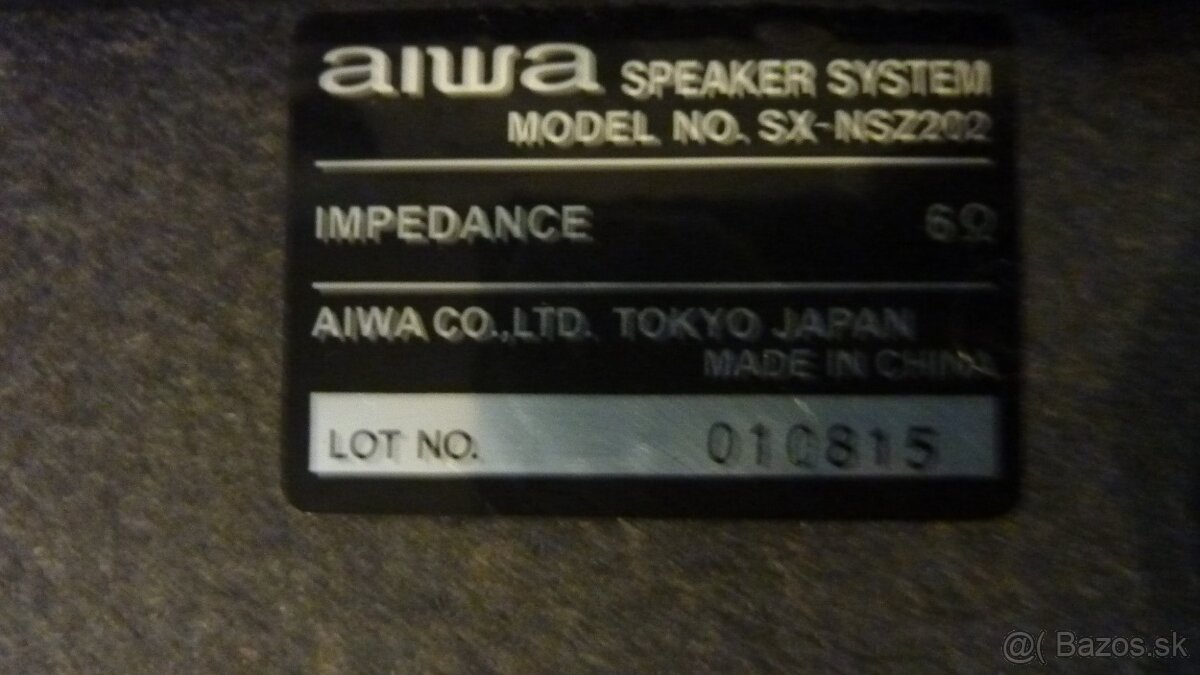 aiwa SPEAKER SYSTEM
MODEL NO. SX-NSZ202
IMPEDANCE 6Ω
AIWA CO.,LTD. TOKYO JAPAN
MADE IN CHINA
LOT NO. 010815
@( Bazos.sk